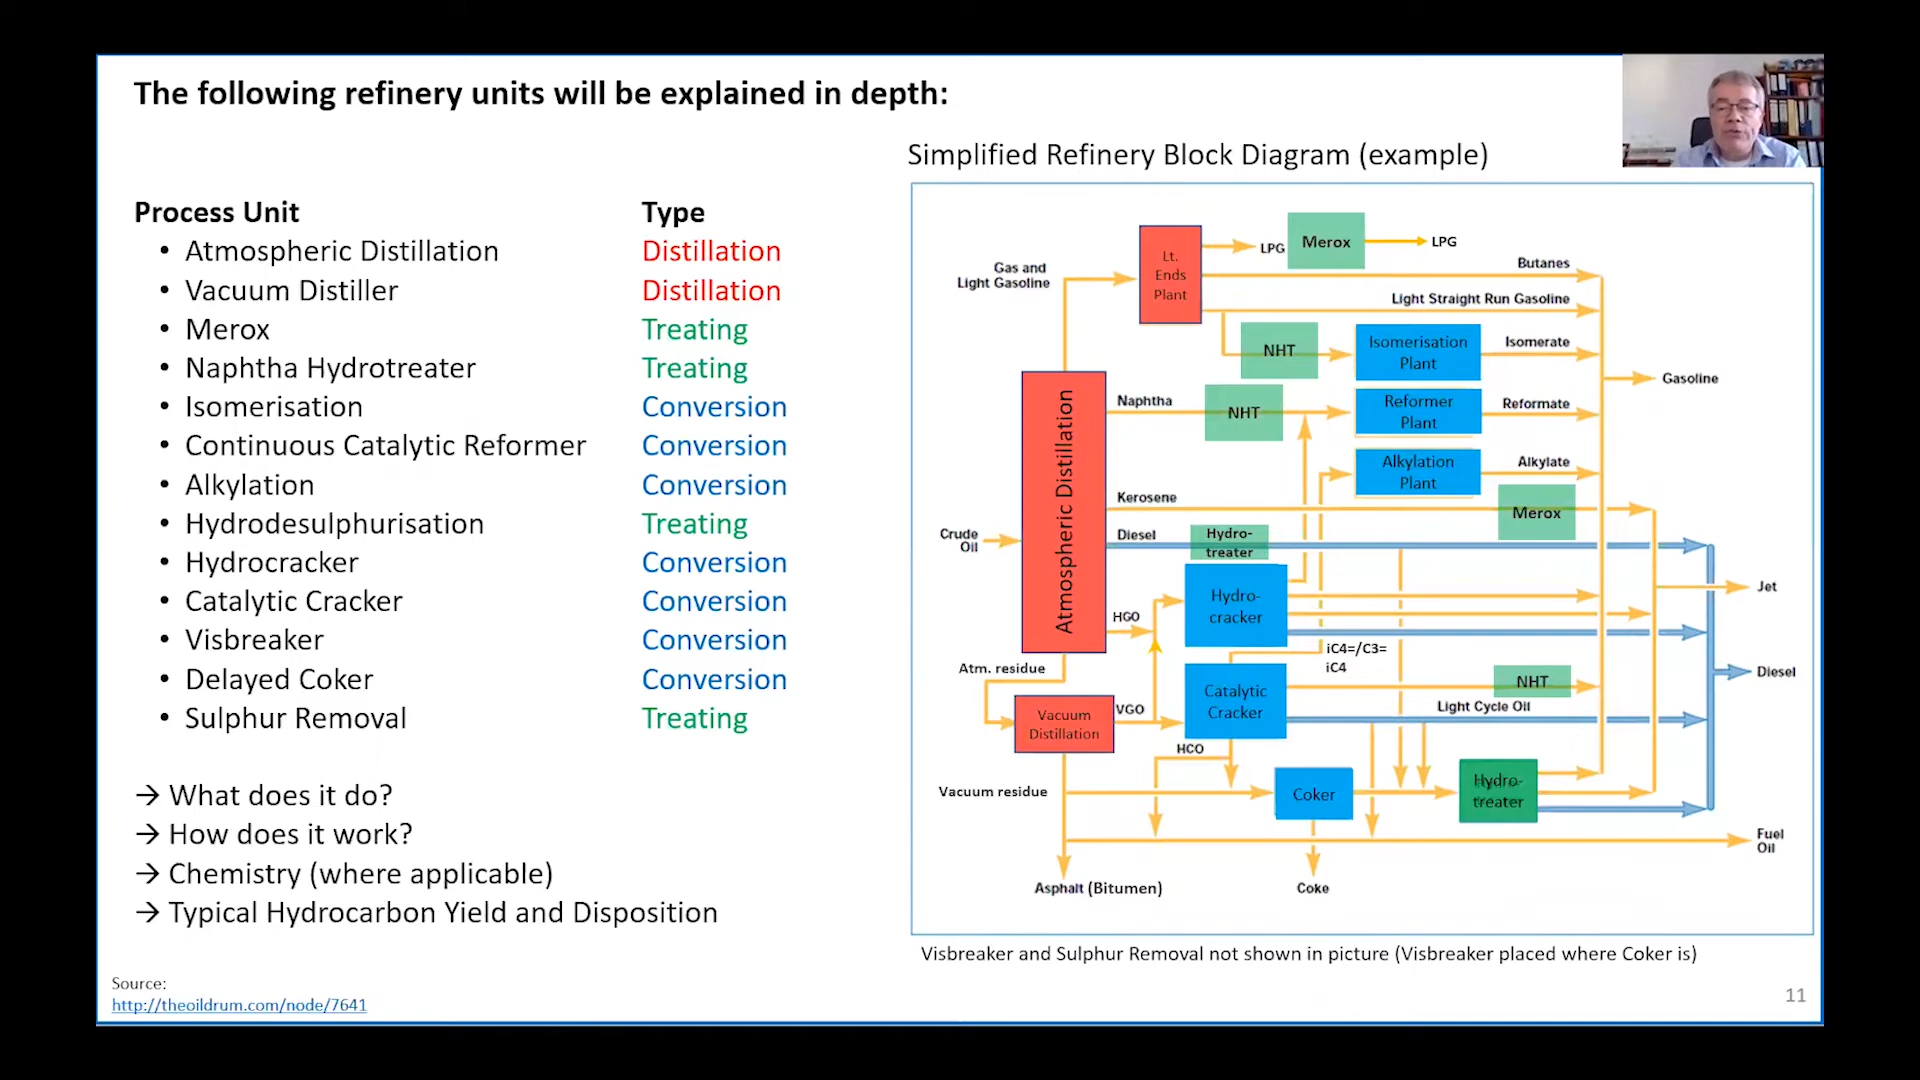 The following refinery units will be explained in depth:
Simplified Refinery Block Diagram (example)
Process Unit Type
• Atmospheric Distillation Distillation
• Vacuum Distiller Distillation
• Merox Treating
• Naphtha Hydrotreater Treating
• Isomerisation Conversion
• Continuous Catalytic Reformer Conversion
• Alkylation Conversion
• Hydrodesulphurisation Treating
• Hydrocracker Conversion
• Catalytic Cracker Conversion
• Visbreaker Conversion
• Delayed Coker Conversion
• Sulphur Removal Treating
→ What does it do?
→ How does it work?
→ Chemistry (where applicable)
→ Typical Hydrocarbon Yield and Disposition
Source:
http://theoildrum.com/node/7641
Lt.
Ends
Plant
LPG
Merox
LPG
Gas and
Light Gasoline
Butanes
Light Straight Run Gasoline
NHT
Isomerisation
Plant
Isomerate
Gasoline
Naphtha
NHT
Reformer
Plant
Reformate
Alkylation
Plant
Alkylate
Atmospheric Distillation
Kerosene
Merox
Crude
Oil
Diesel
Hydro-
treater
Jet
HGO
Hydro-
cracker
iC4=/C3=
iC4
Atm. residue
Diesel
Catalytic
Cracker
NHT
Light Cycle Oil
Vacuum
Distillation
VGO
HCO
Vacuum residue
Coker
Hydro-
treater
Fuel
Oil
Asphalt (Bitumen)
Coke
Visbreaker and Sulphur Removal not shown in picture (Visbreaker placed where Coker is)
11